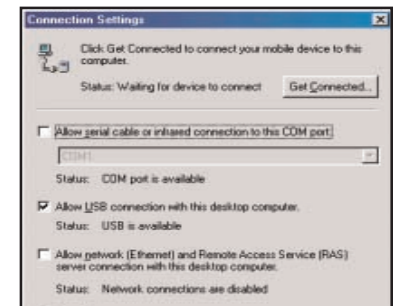 Connection Settings
Click Get Connected to connect your mobile device to this
computer.
Status: Waiting for device to connect
Get Connected...
Allow serial cable or infrared connection to this COM port:
COM1
Status: COM port is available
Allow USB connection with this desktop computer.
Status: USB is available
Allow network (Ethernet) and Remote Access Service (RAS)
server connection with this desktop computer.
Status: Network connections are disabled